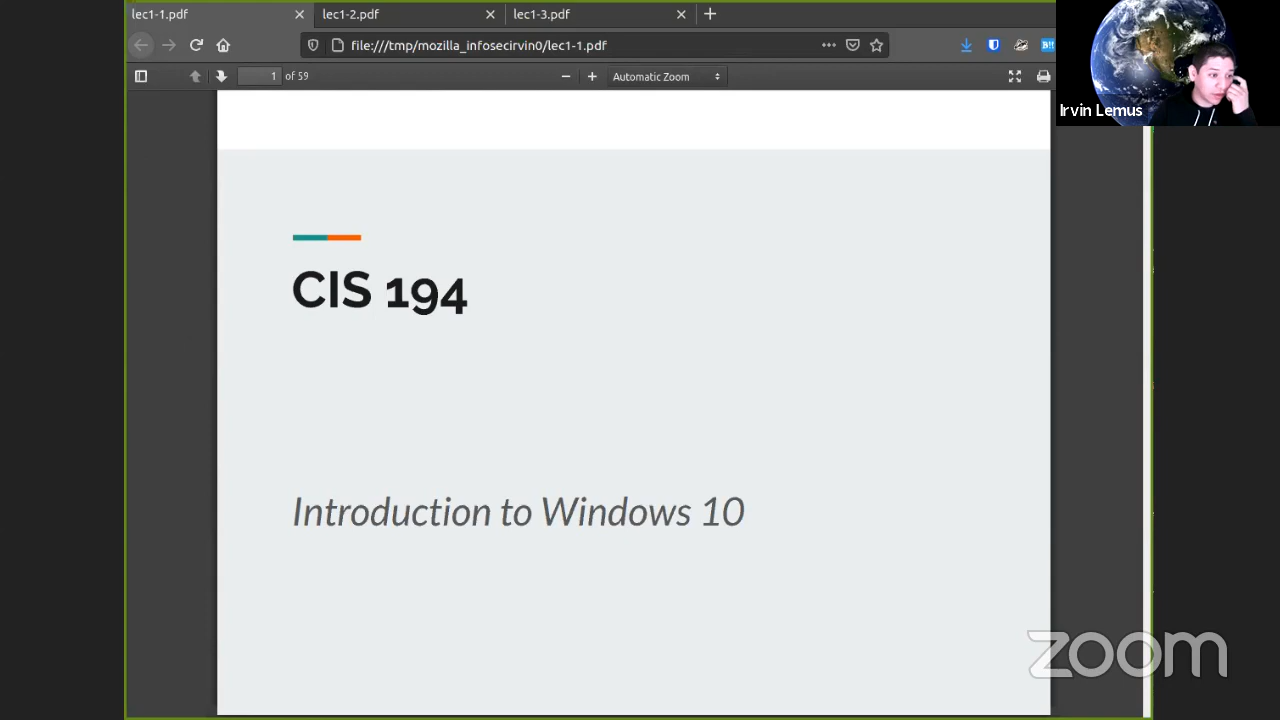 lec1-1.pdf
lec1-2.pdf
lec1-3.pdf
file:///tmp/mozilla_infosecirvin0/lec1-1.pdf
1 of 59
Automatic Zoom
Irvin Lemus
CIS 194
Introduction to Windows 10
zoom